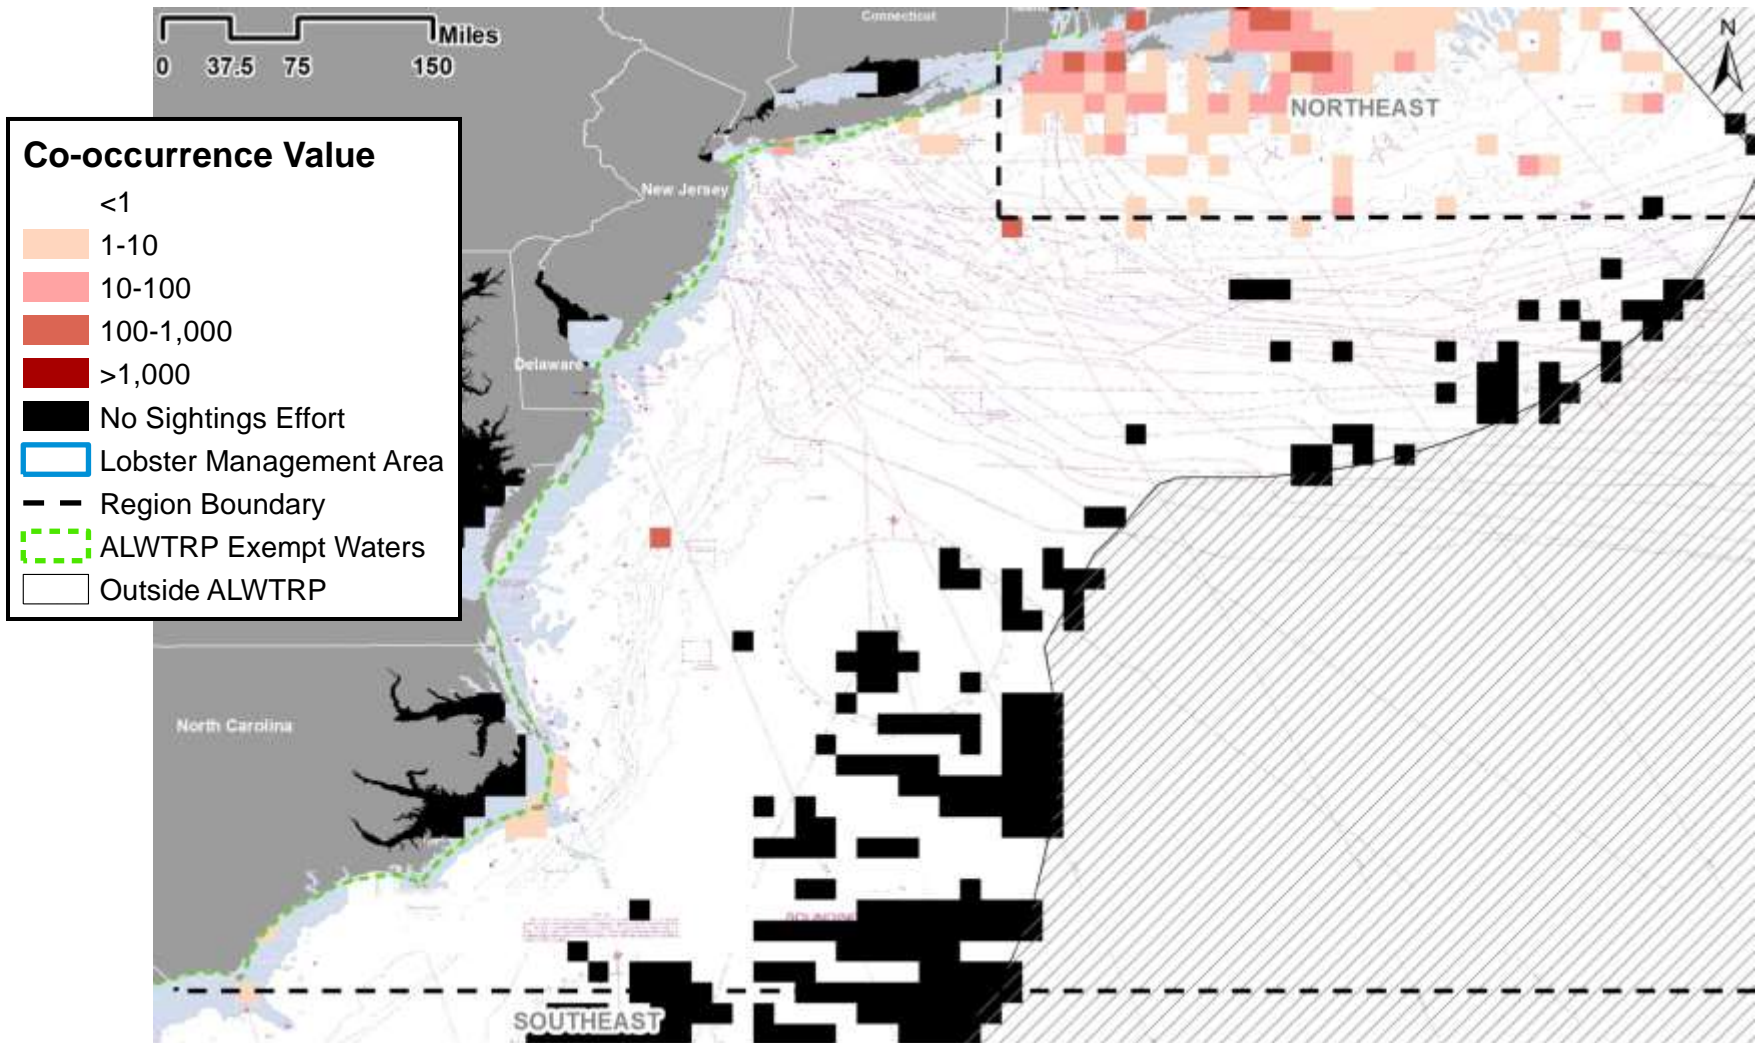 Connecticut
Miles
0 37.5 75 150
N
NORTHEAST
Co-occurrence Value
<1
1-10
10-100
100-1,000
>1,000
No Sightings Effort
Lobster Management Area
Region Boundary
ALWTRP Exempt Waters
Outside ALWTRP
New Jersey
Delaware
North Carolina
SOUTHEAST